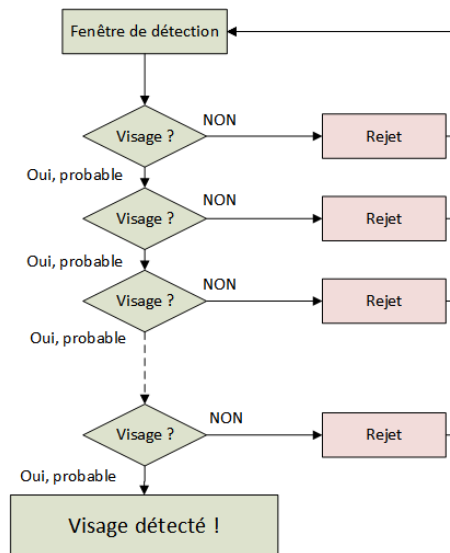 Fenêtre de détection
Visage ?
NON
Rejet
Oui, probable
Visage ?
NON
Rejet
Oui, probable
Visage ?
NON
Rejet
Oui, probable
Visage ?
NON
Rejet
Oui, probable
Visage détecté !